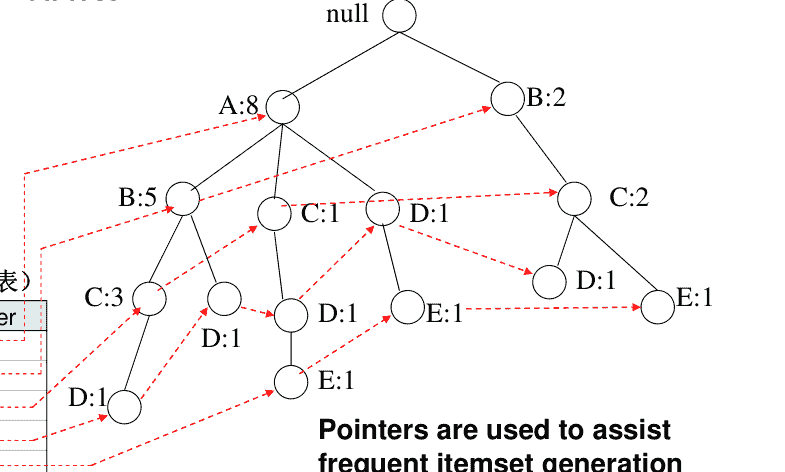 null
A:8
B:2
B:5
C:1
D:1
C:2
表）
C:3
D:1
D:1
E:1
D:1
E:1
er
D:1
E:1
Pointers are used to assist
frequent itemset generation